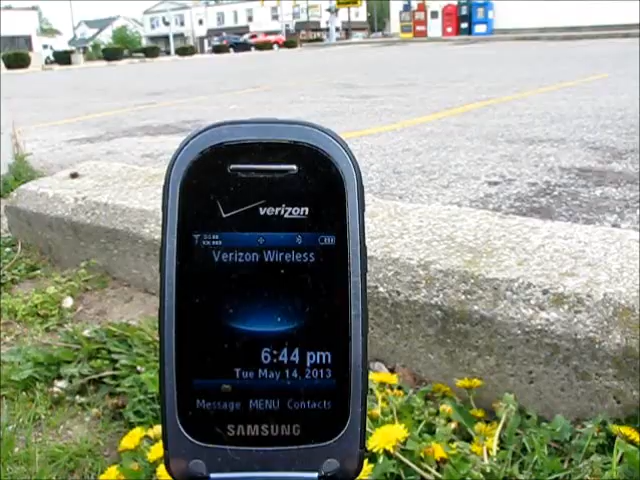 verizon
Verizon Wireless
6:44 pm
Tue May 14, 2013
Message MENU Contacts
SAMSUNG